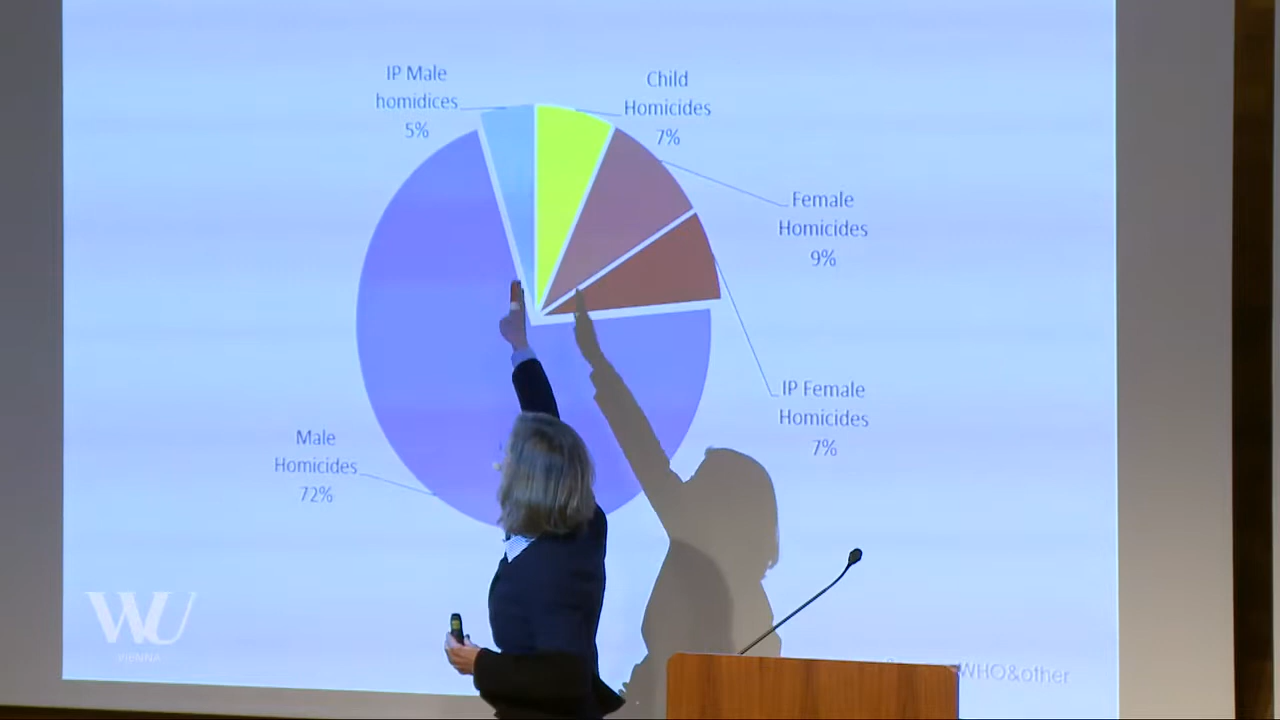 IP Male
homidices
5%
Child
Homicides
7%
Female
Homicides
9%
IP Female
Homicides
7%
Male
Homicides
72%
WU
VIENNA
WHO&other